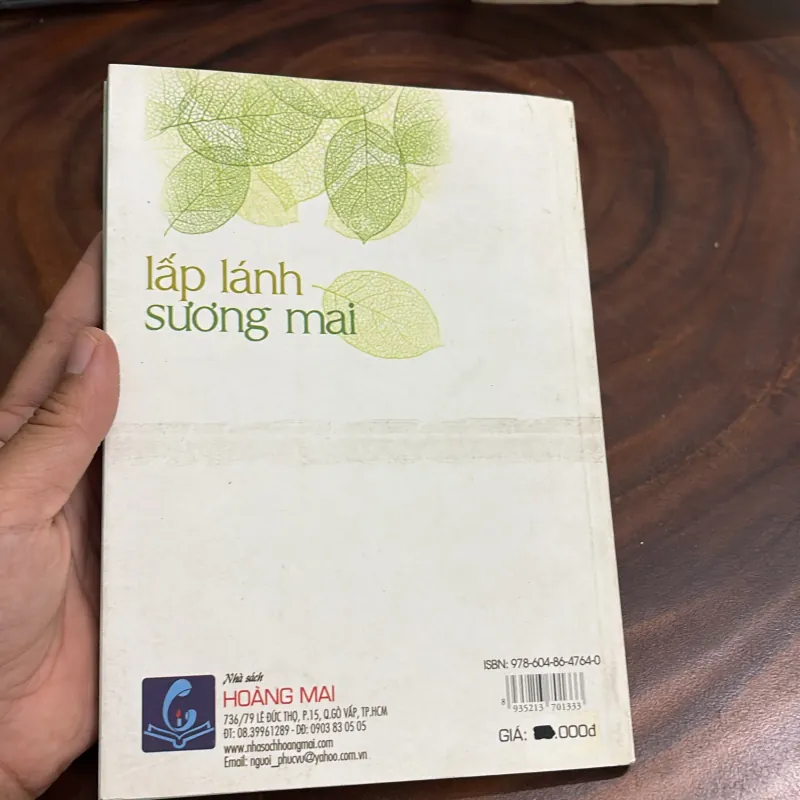 lấp lánh
sương mai
Nhà sách
HOÀNG MAI
736/79 LÊ ĐỨC THỌ, P.15, Q.GÒ VẤP, TP.HCM
ĐT: 08.39961289 - DĐ: 0903 83 05 05
www.nhasachhoangmai.com
Email: nguoi_phucvu@yahoo.com.vn
ISBN: 978-604-86-4764-0
8 935213 701333
GIÁ: .000đ